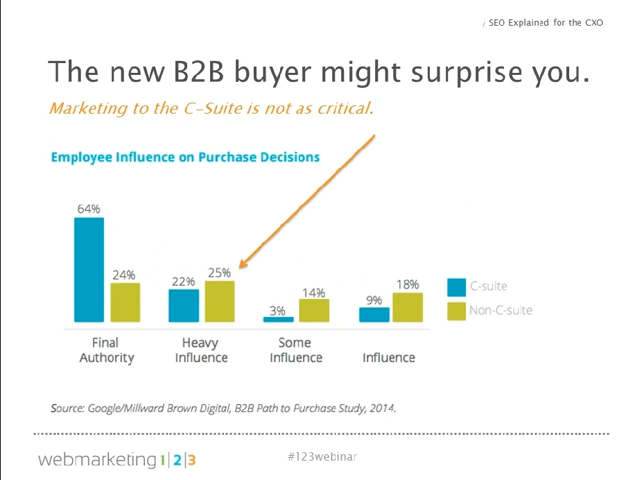 / SEO Explained for the CXO
The new B2B buyer might surprise you.
Marketing to the C-Suite is not as critical.
Employee Influence on Purchase Decisions
64%
24%
22%
25%
3%
14%
9%
18%
C-suite
Non-C-suite
Final
Authority
Heavy
Influence
Some
Influence
Influence
Source: Google/Millward Brown Digital, B2B Path to Purchase Study, 2014.
webmarketing 1|2|3
#123webinar